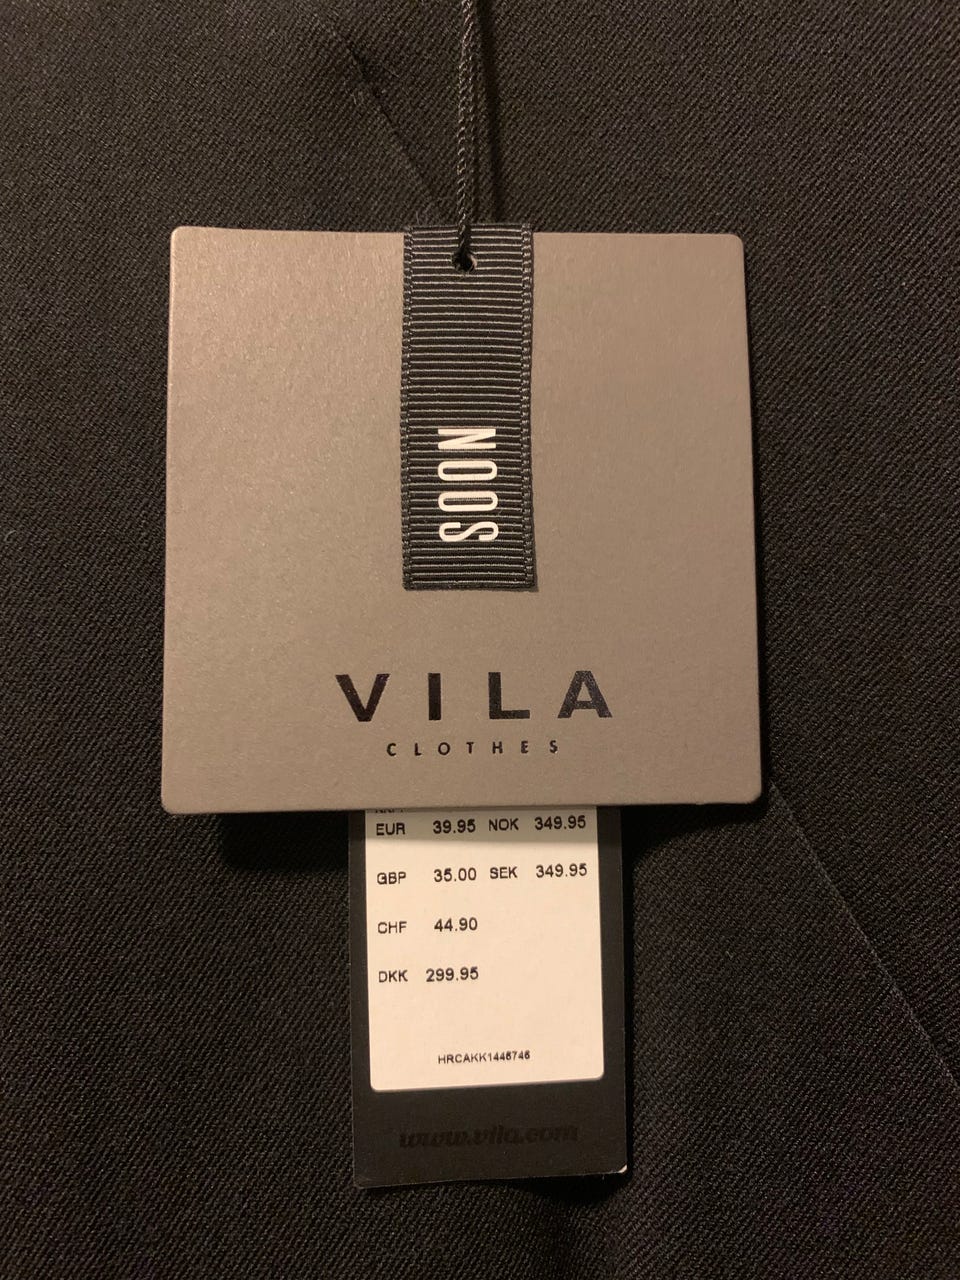 NOOS
VILA
CLOTHES
EUR 39.95 NOK 349.95
GBP 35.00 SEK 349.95
CHF 44.90
DKK 299.95
HRCAKK1446746
www.vila.com